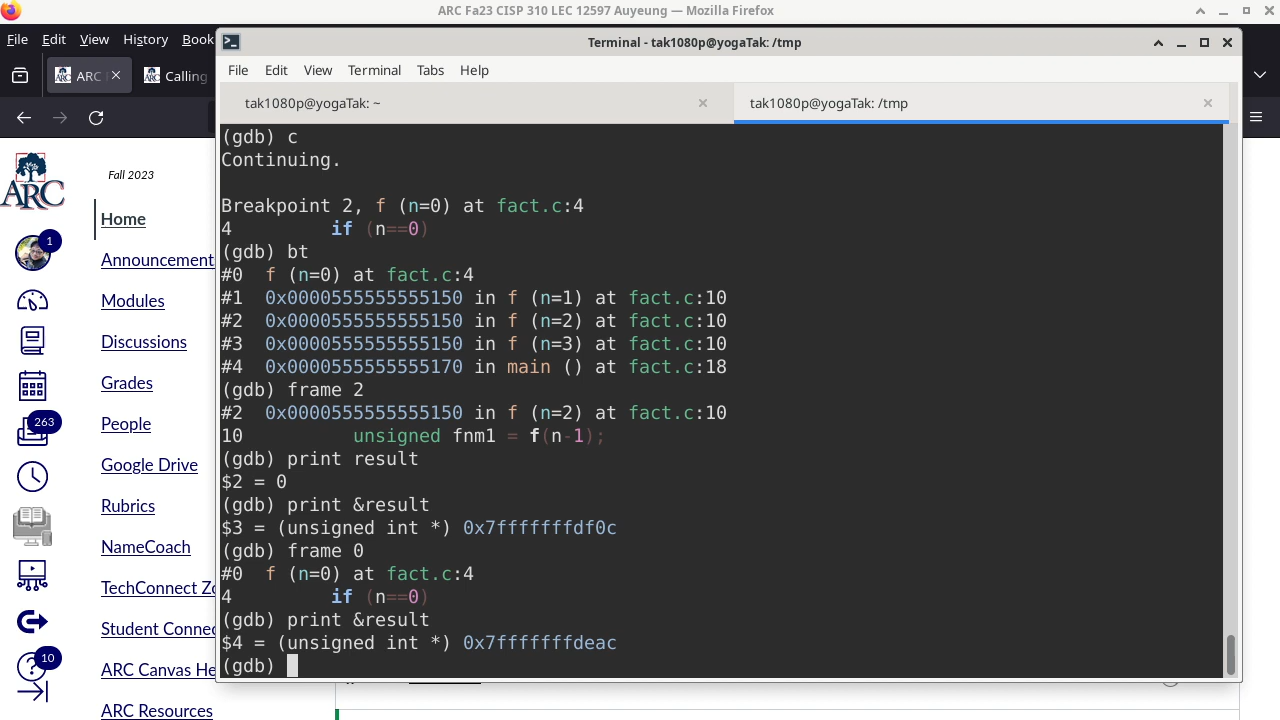 ARC Fa23 CISP 310 LEC 12597 Auyeung — Mozilla Firefox
File Edit View History Book
Terminal - tak1080p@yogaTak: /tmp
ARC
Calling
File Edit View Terminal Tabs Help
tak1080p@yogaTak: ~
tak1080p@yogaTak: /tmp
ARC
Fall 2023
Home
1
Announcement
Modules
Discussions
Grades
263
People
Google Drive
Rubrics
NameCoach
TechConnect Zo
Student Connec
10
ARC Canvas He
ARC Resources
(gdb) c
Continuing.
Breakpoint 2, f (n=0) at fact.c:4
4 if (n==0)
(gdb) bt
#0 f (n=0) at fact.c:4
#1 0x0000555555555150 in f (n=1) at fact.c:10
#2 0x0000555555555150 in f (n=2) at fact.c:10
#3 0x0000555555555150 in f (n=3) at fact.c:10
#4 0x0000555555555170 in main () at fact.c:18
(gdb) frame 2
#2 0x0000555555555150 in f (n=2) at fact.c:10
10 unsigned fnm1 = f(n-1);
(gdb) print result
$2 = 0
(gdb) print &result
$3 = (unsigned int *) 0x7fffffffdf0c
(gdb) frame 0
#0 f (n=0) at fact.c:4
4 if (n==0)
(gdb) print &result
$4 = (unsigned int *) 0x7fffffffdeac
(gdb)